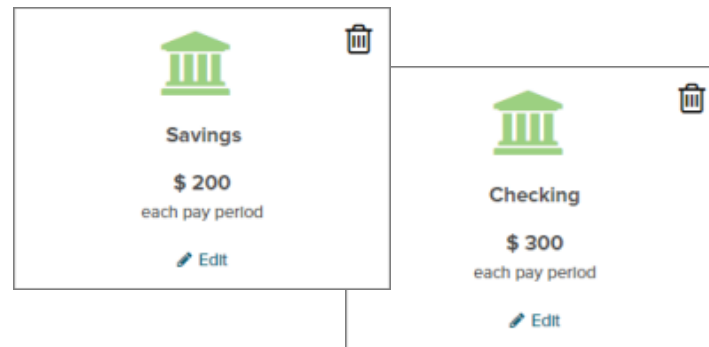 Savings
$ 200
each pay period
Edit
Checking
$ 300
each pay period
Edit